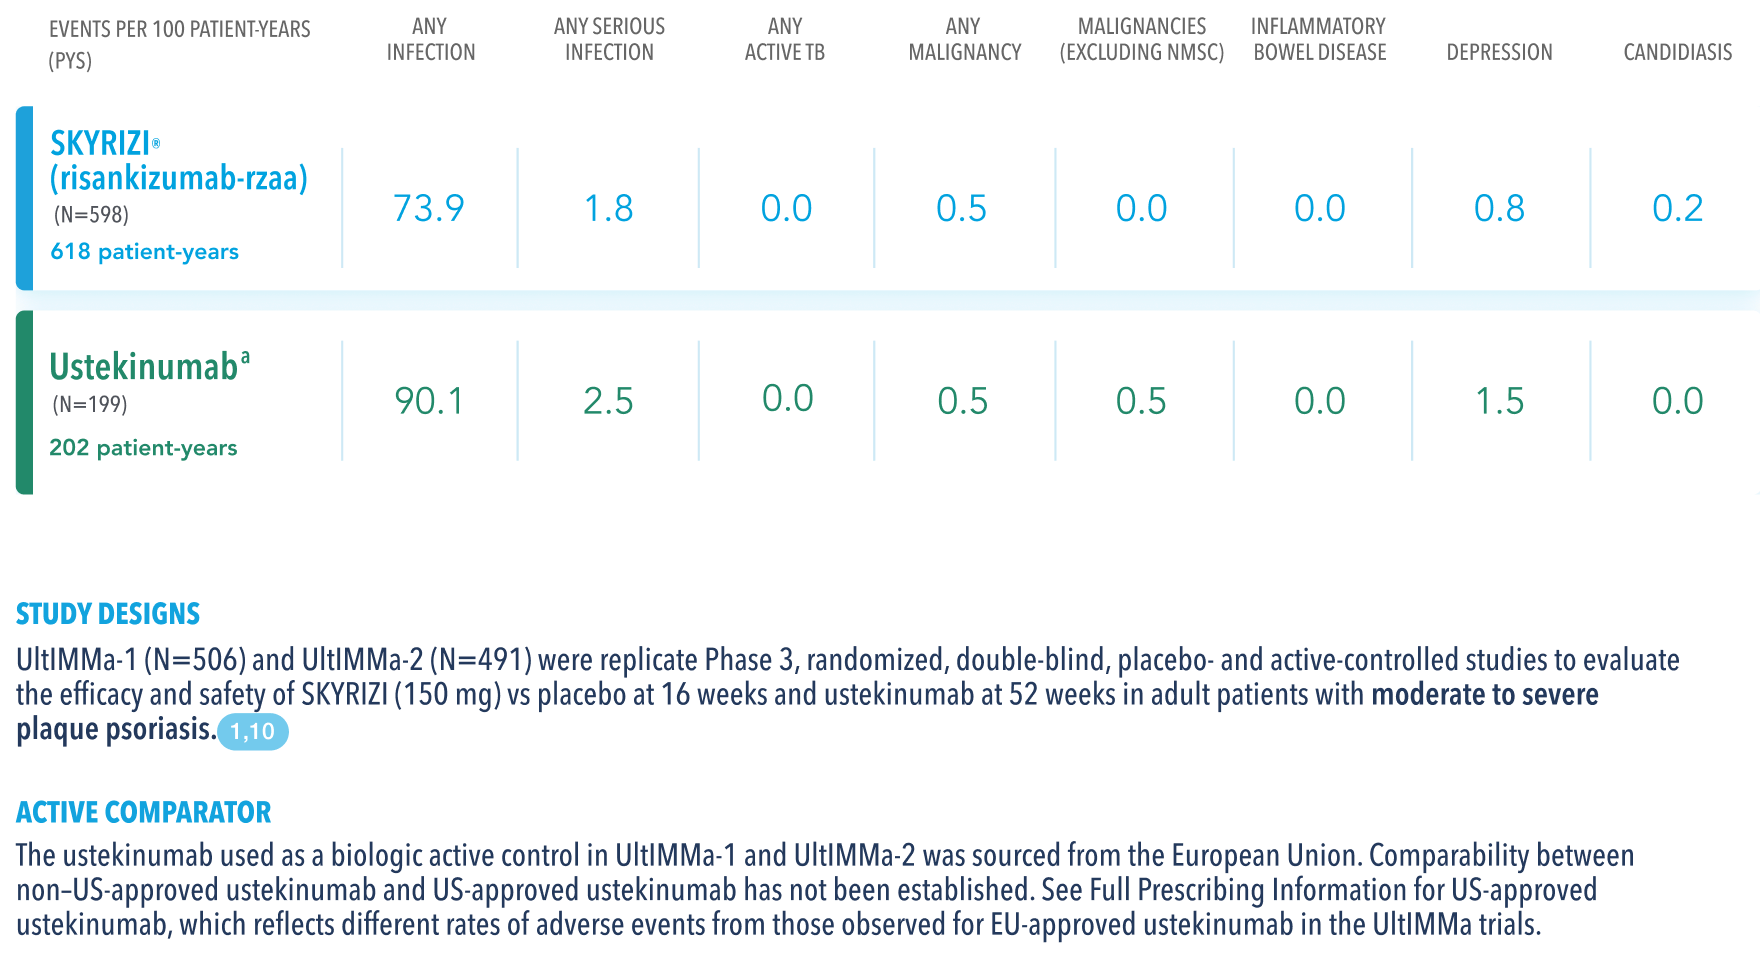 EVENTS PER 100 PATIENT-YEARS
(PYS)
ANY
INFECTION
ANY SERIOUS
INFECTION
ANY
ACTIVE TB
ANY
MALIGNANCY
MALIGNANCIES
(EXCLUDING NMSC)
INFLAMMATORY
BOWEL DISEASE
DEPRESSION
CANDIDIASIS
SKYRIZI®
(risankizumab-rzaa)
(N=598)
618 patient-years
73.9 1.8 0.0 0.5 0.0 0.0 0.8 0.2
Ustekinumabª
(N=199)
202 patient-years
90.1 2.5 0.0 0.5 0.5 0.0 1.5 0.0
STUDY DESIGNS
UltIMMa-1 (N=506) and UltIMMa-2 (N=491) were replicate Phase 3, randomized, double-blind, placebo- and active-controlled studies to evaluate
the efficacy and safety of SKYRIZI (150 mg) vs placebo at 16 weeks and ustekinumab at 52 weeks in adult patients with moderate to severe
plaque psoriasis. 1,10
ACTIVE COMPARATOR
The ustekinumab used as a biologic active control in UltIMMa-1 and UltIMMa-2 was sourced from the European Union. Comparability between
non–US-approved ustekinumab and US-approved ustekinumab has not been established. See Full Prescribing Information for US-approved
ustekinumab, which reflects different rates of adverse events from those observed for EU-approved ustekinumab in the UltIMMa trials.